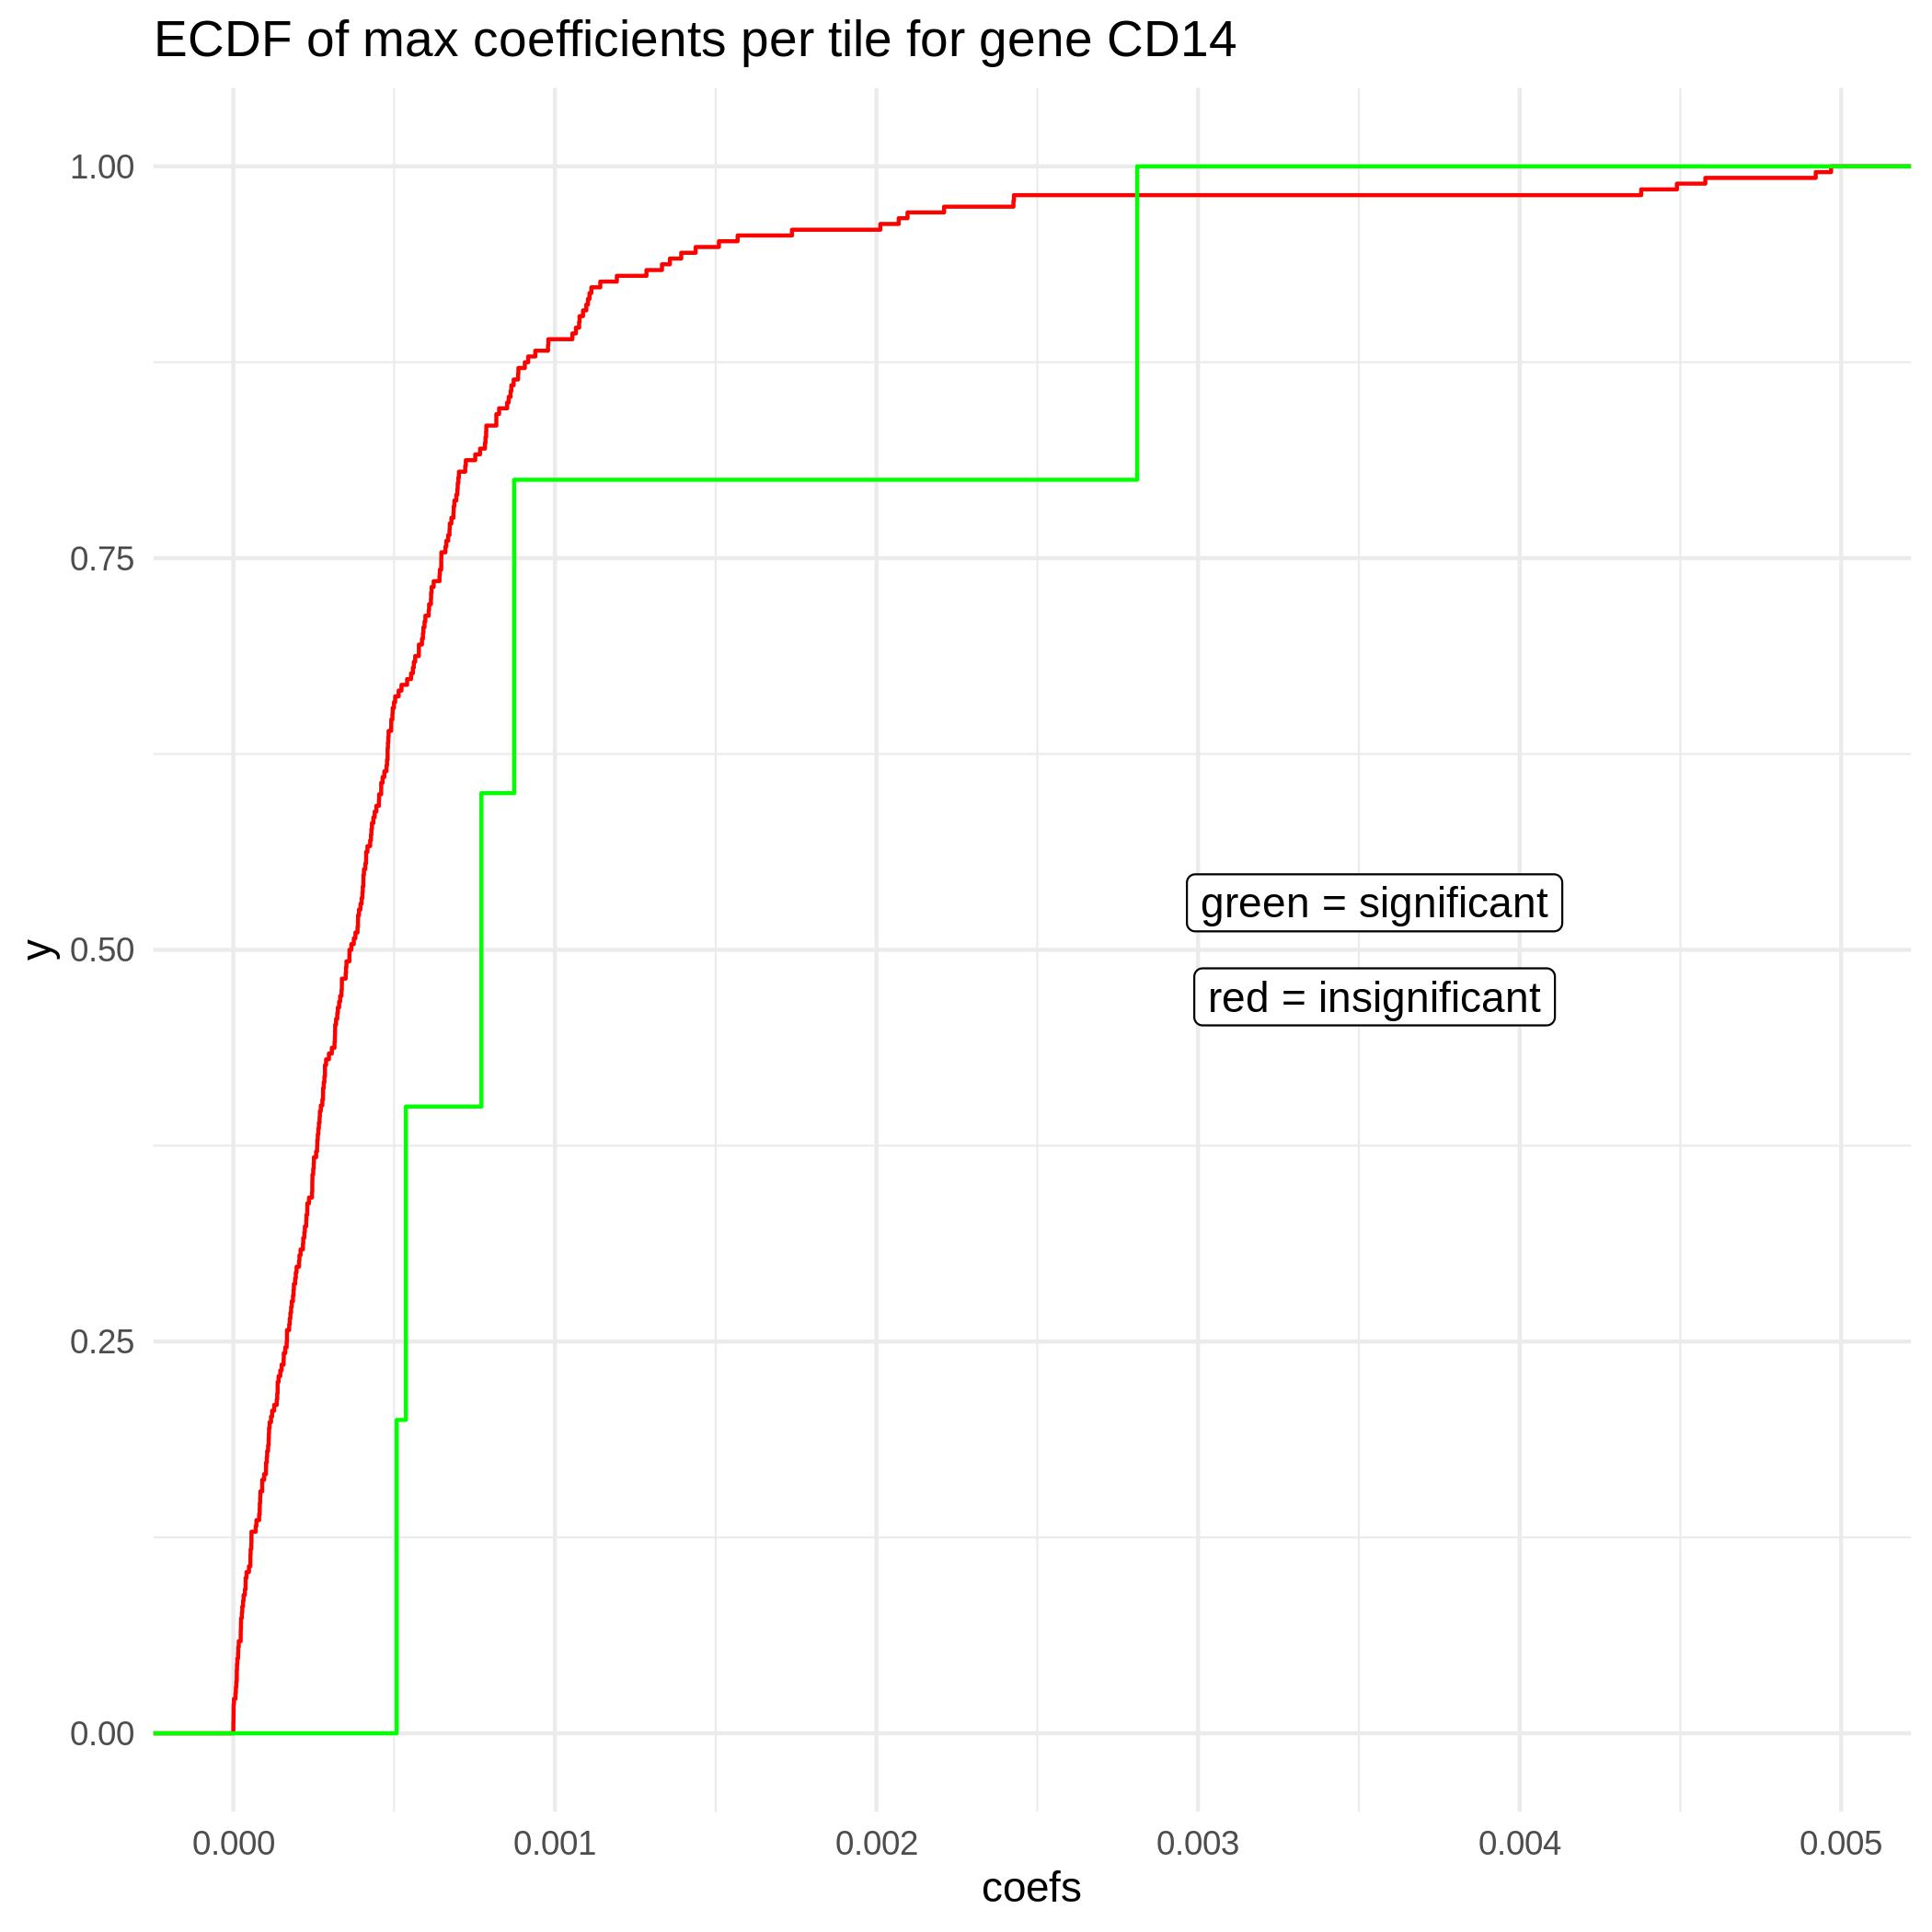 ECDF of max coefficients per tile for gene CD14
1.00
0.75
0.50
0.25
0.00
y
green = significant
red = insignificant
0.000 0.001 0.002 0.003 0.004 0.005
coefs